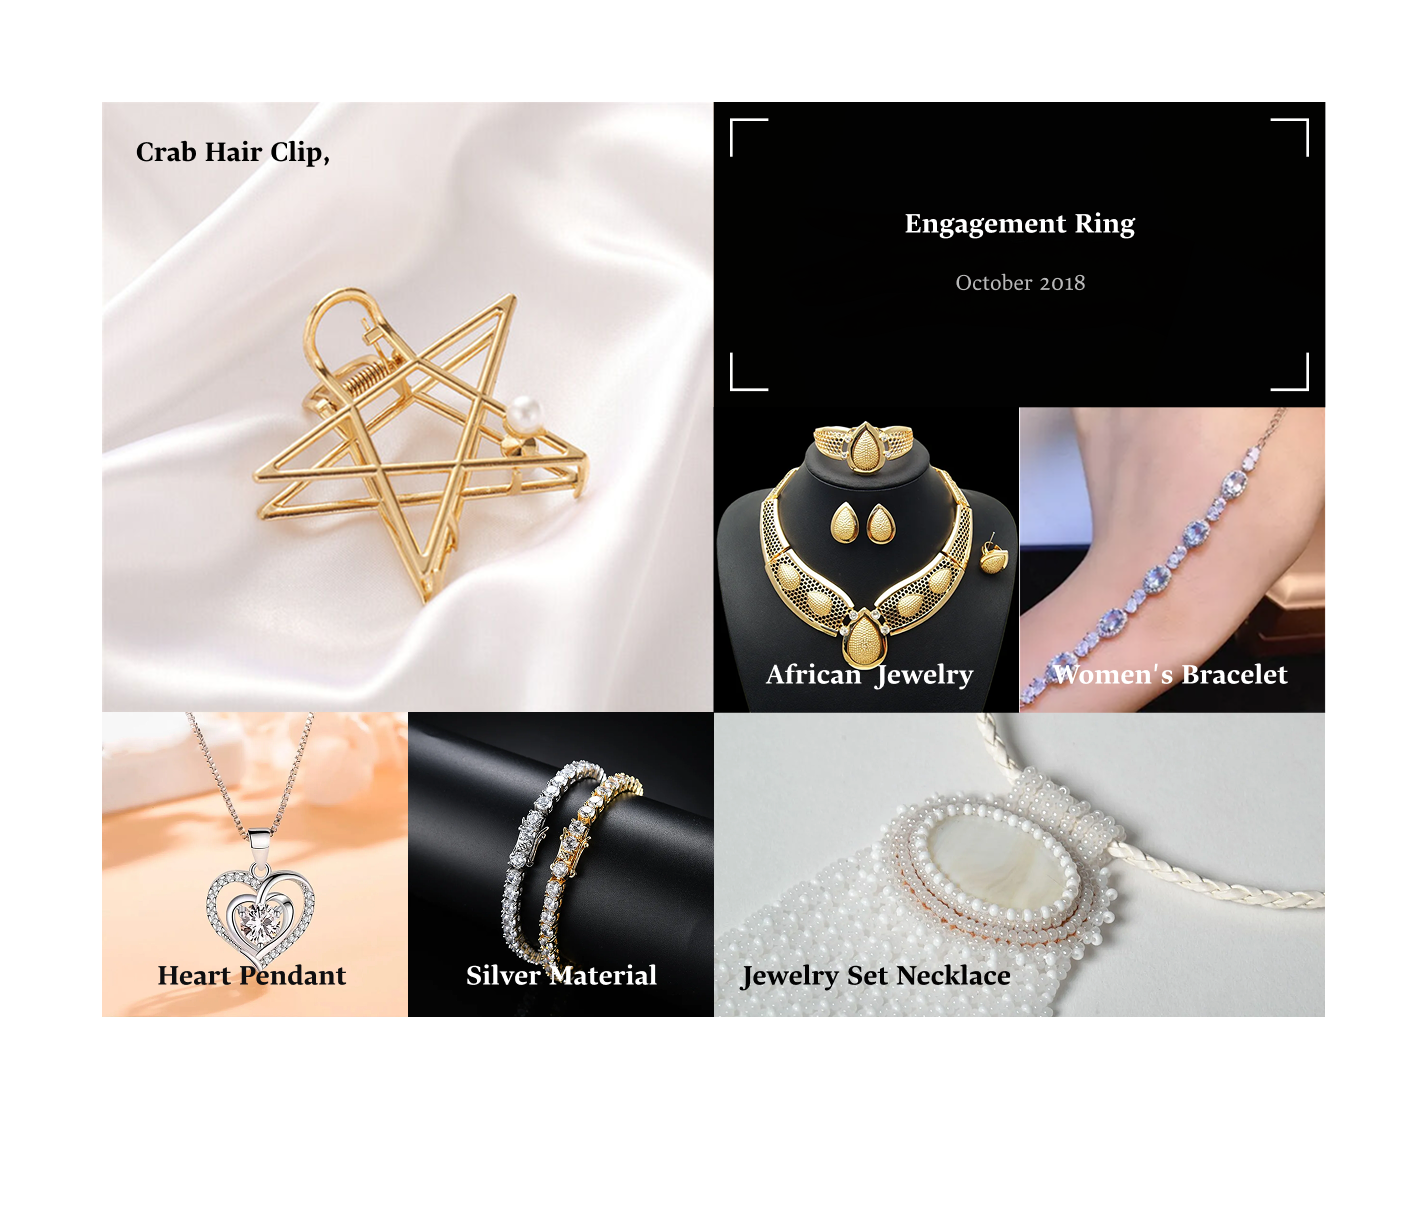 Crab Hair Clip,
Engagement Ring
October 2018
African Jewelry
Women's Bracelet
Heart Pendant
Silver Material
Jewelry Set Necklace